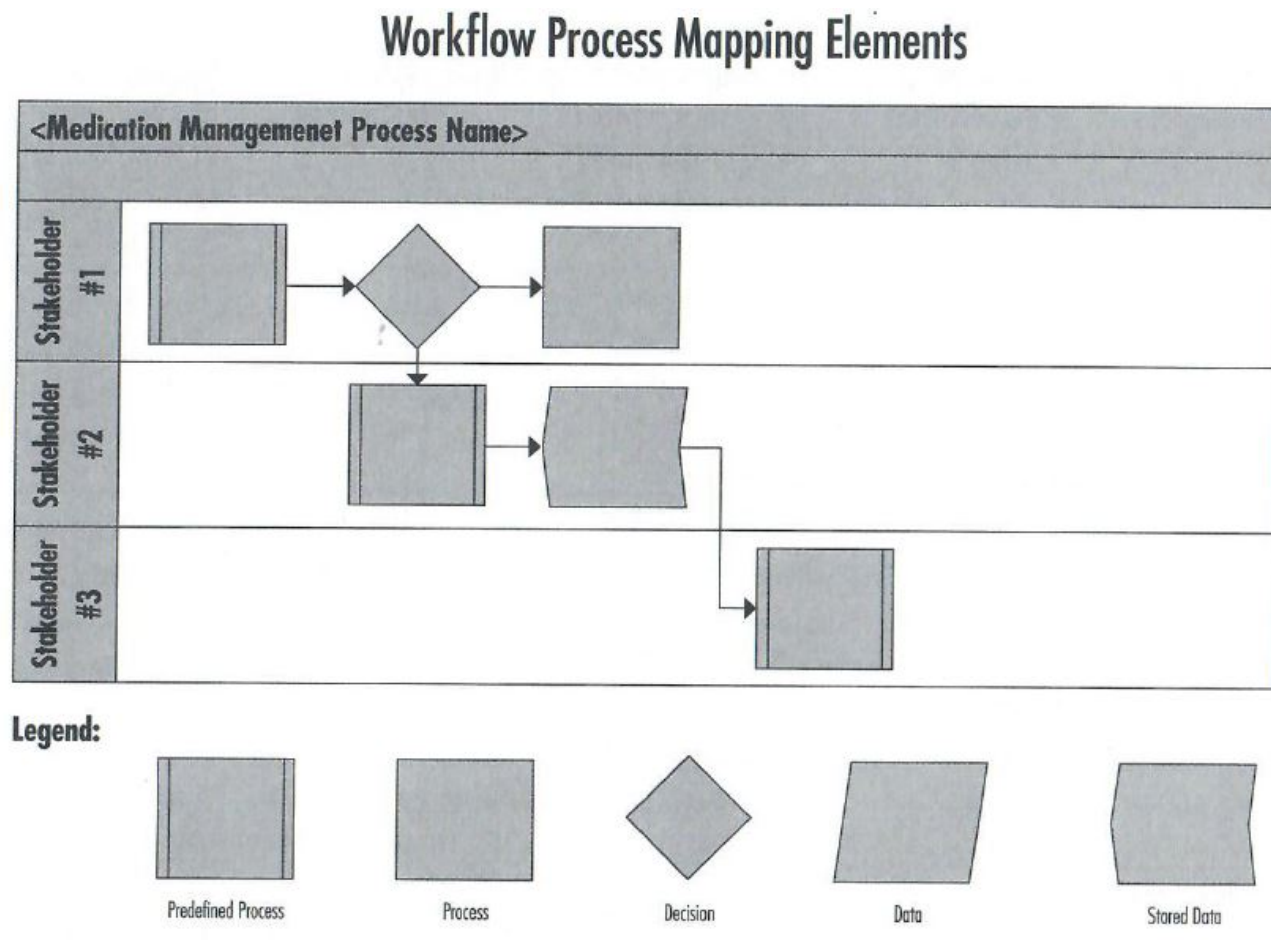 Workflow Process Mapping Elements
<Medication Managemenet Process Name>
Stakeholder
#1
Stakeholder
#2
Stakeholder
#3
Legend:
Predefined Process
Process
Decision
Data
Stored Data